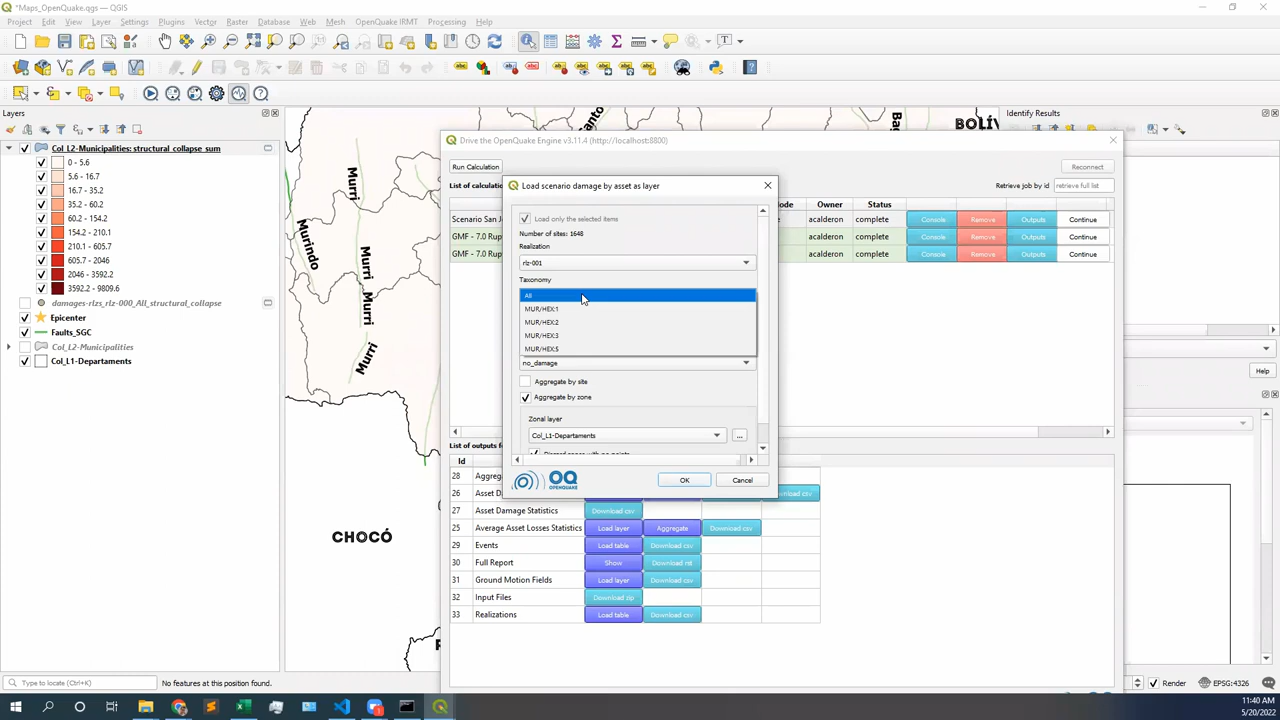 *Maps_OpenQuake.qgs — QGIS
Project Edit View Layer Settings Plugins Vector Raster Database Web Mesh OpenQuake IRMT Processing Help
Layers
Col_L2-Municipalities: structural_collapse_sum
0 - 5.6
5.6 - 16.7
16.7 - 35.2
35.2 - 60.2
60.2 - 154.2
154.2 - 210.1
210.1 - 605.7
605.7 - 2046
2046 - 3592.2
3592.2 - 9809.6
damages-rlzs_rlz-000_All_structural_collapse
Epicenter
Faults_SGC
Col_L2-Municipalities
Col_L1-Departaments
Murri
Murindo
Murri
Murri
Murri
CHOCÓ
BOLÍV
Identify Results
Drive the OpenQuake Engine v3.11.4 (http://localhost:8800)
Run Calculation
Reconnect
List of calcula
Retrieve job by id
retrieve full list
Owner Status
Scenario San J acalderon complete Console Remove Outputs Continue
GMF - 7.0 Rup acalderon complete Console Remove Outputs Continue
GMF - 7.0 Rup acalderon complete Console Remove Outputs Continue
Load scenario damage by asset as layer
Load only the selected items
Number of sites: 1648
Realization
rlz-001
Taxonomy
All
MUR/HEX:1
MUR/HEX:2
MUR/HEX:3
MUR/HEX:5
no_damage
Aggregate by site
Aggregate by zone
Zonal layer
Col_L1-Departaments
...
OPENQUAKE
OK
Cancel
Help
List of outputs fo
Id
28 Aggreg
26 Asset D
27 Asset Damage Statistics Download csv
25 Average Asset Losses Statistics Load layer Aggregate Download csv
29 Events Load table Download csv
30 Full Report Show Download rst
31 Ground Motion Fields Load layer Download csv
32 Input Files Download zip
33 Realizations Load table Download csv
Type to locate (Ctrl+K)
No features at this position found.
Render
EPSG:4326
11:40 AM
5/20/2022